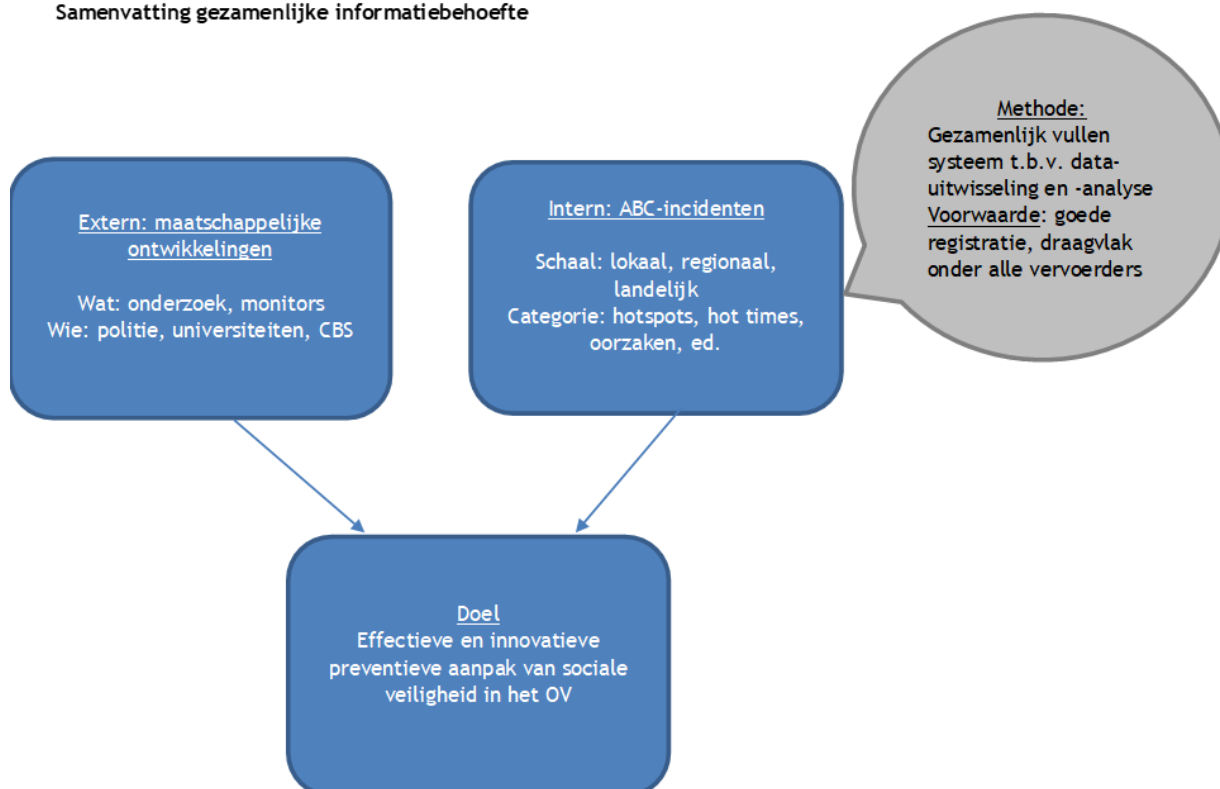 Samenvatting gezamenlijke informatiebehoefte
Methode:
Gezamenlijk vullen
systeem t.b.v. data-
uitwisseling en -analyse
Voorwaarde: goede
registratie, draagvlak
onder alle vervoerders
Extern: maatschappelijke
ontwikkelingen
Wat: onderzoek, monitors
Wie: politie, universiteiten, CBS
Intern: ABC-incidenten
Schaal: lokaal, regionaal,
landelijk
Categorie: hotspots, hot times,
oorzaken, ed.
Doel
Effectieve en innovatieve
preventieve aanpak van sociale
veiligheid in het OV